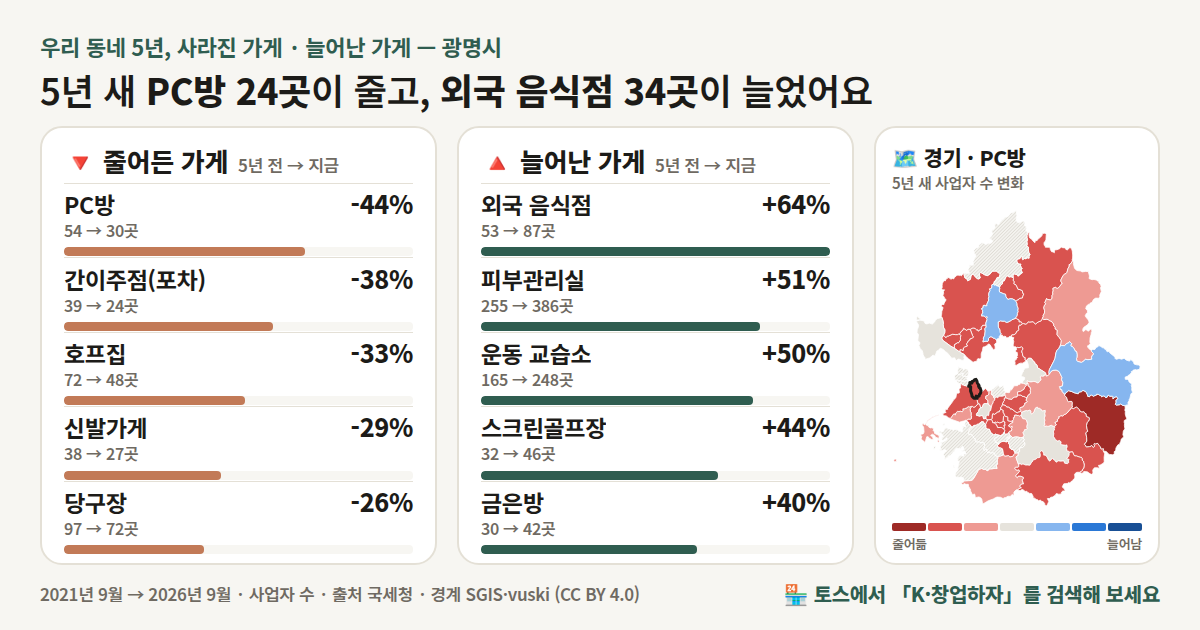 우리 동네 5년, 사라진 가게 · 늘어난 가게 — 광명시
5년 새 PC방 24곳이 줄고, 외국 음식점 34곳이 늘었어요
🔻 줄어든 가게 5년 전 → 지금
PC방 -44%
54 → 30곳
간이주점(포차) -38%
39 → 24곳
호프집 -33%
72 → 48곳
신발가게 -29%
38 → 27곳
당구장 -26%
97 → 72곳
🔺 늘어난 가게 5년 전 → 지금
외국 음식점 +64%
53 → 87곳
피부관리실 +51%
255 → 386곳
운동 교습소 +50%
165 → 248곳
스크린골프장 +44%
32 → 46곳
금은방 +40%
30 → 42곳
🗺️ 경기 · PC방
5년 새 사업자 수 변화
줄어듦 늘어남
2021년 9월 → 2026년 9월 · 사업자 수 · 출처 국세청 · 경계 SGIS·vuski (CC BY 4.0)
🏪 토스에서 「K·창업하자」를 검색해 보세요